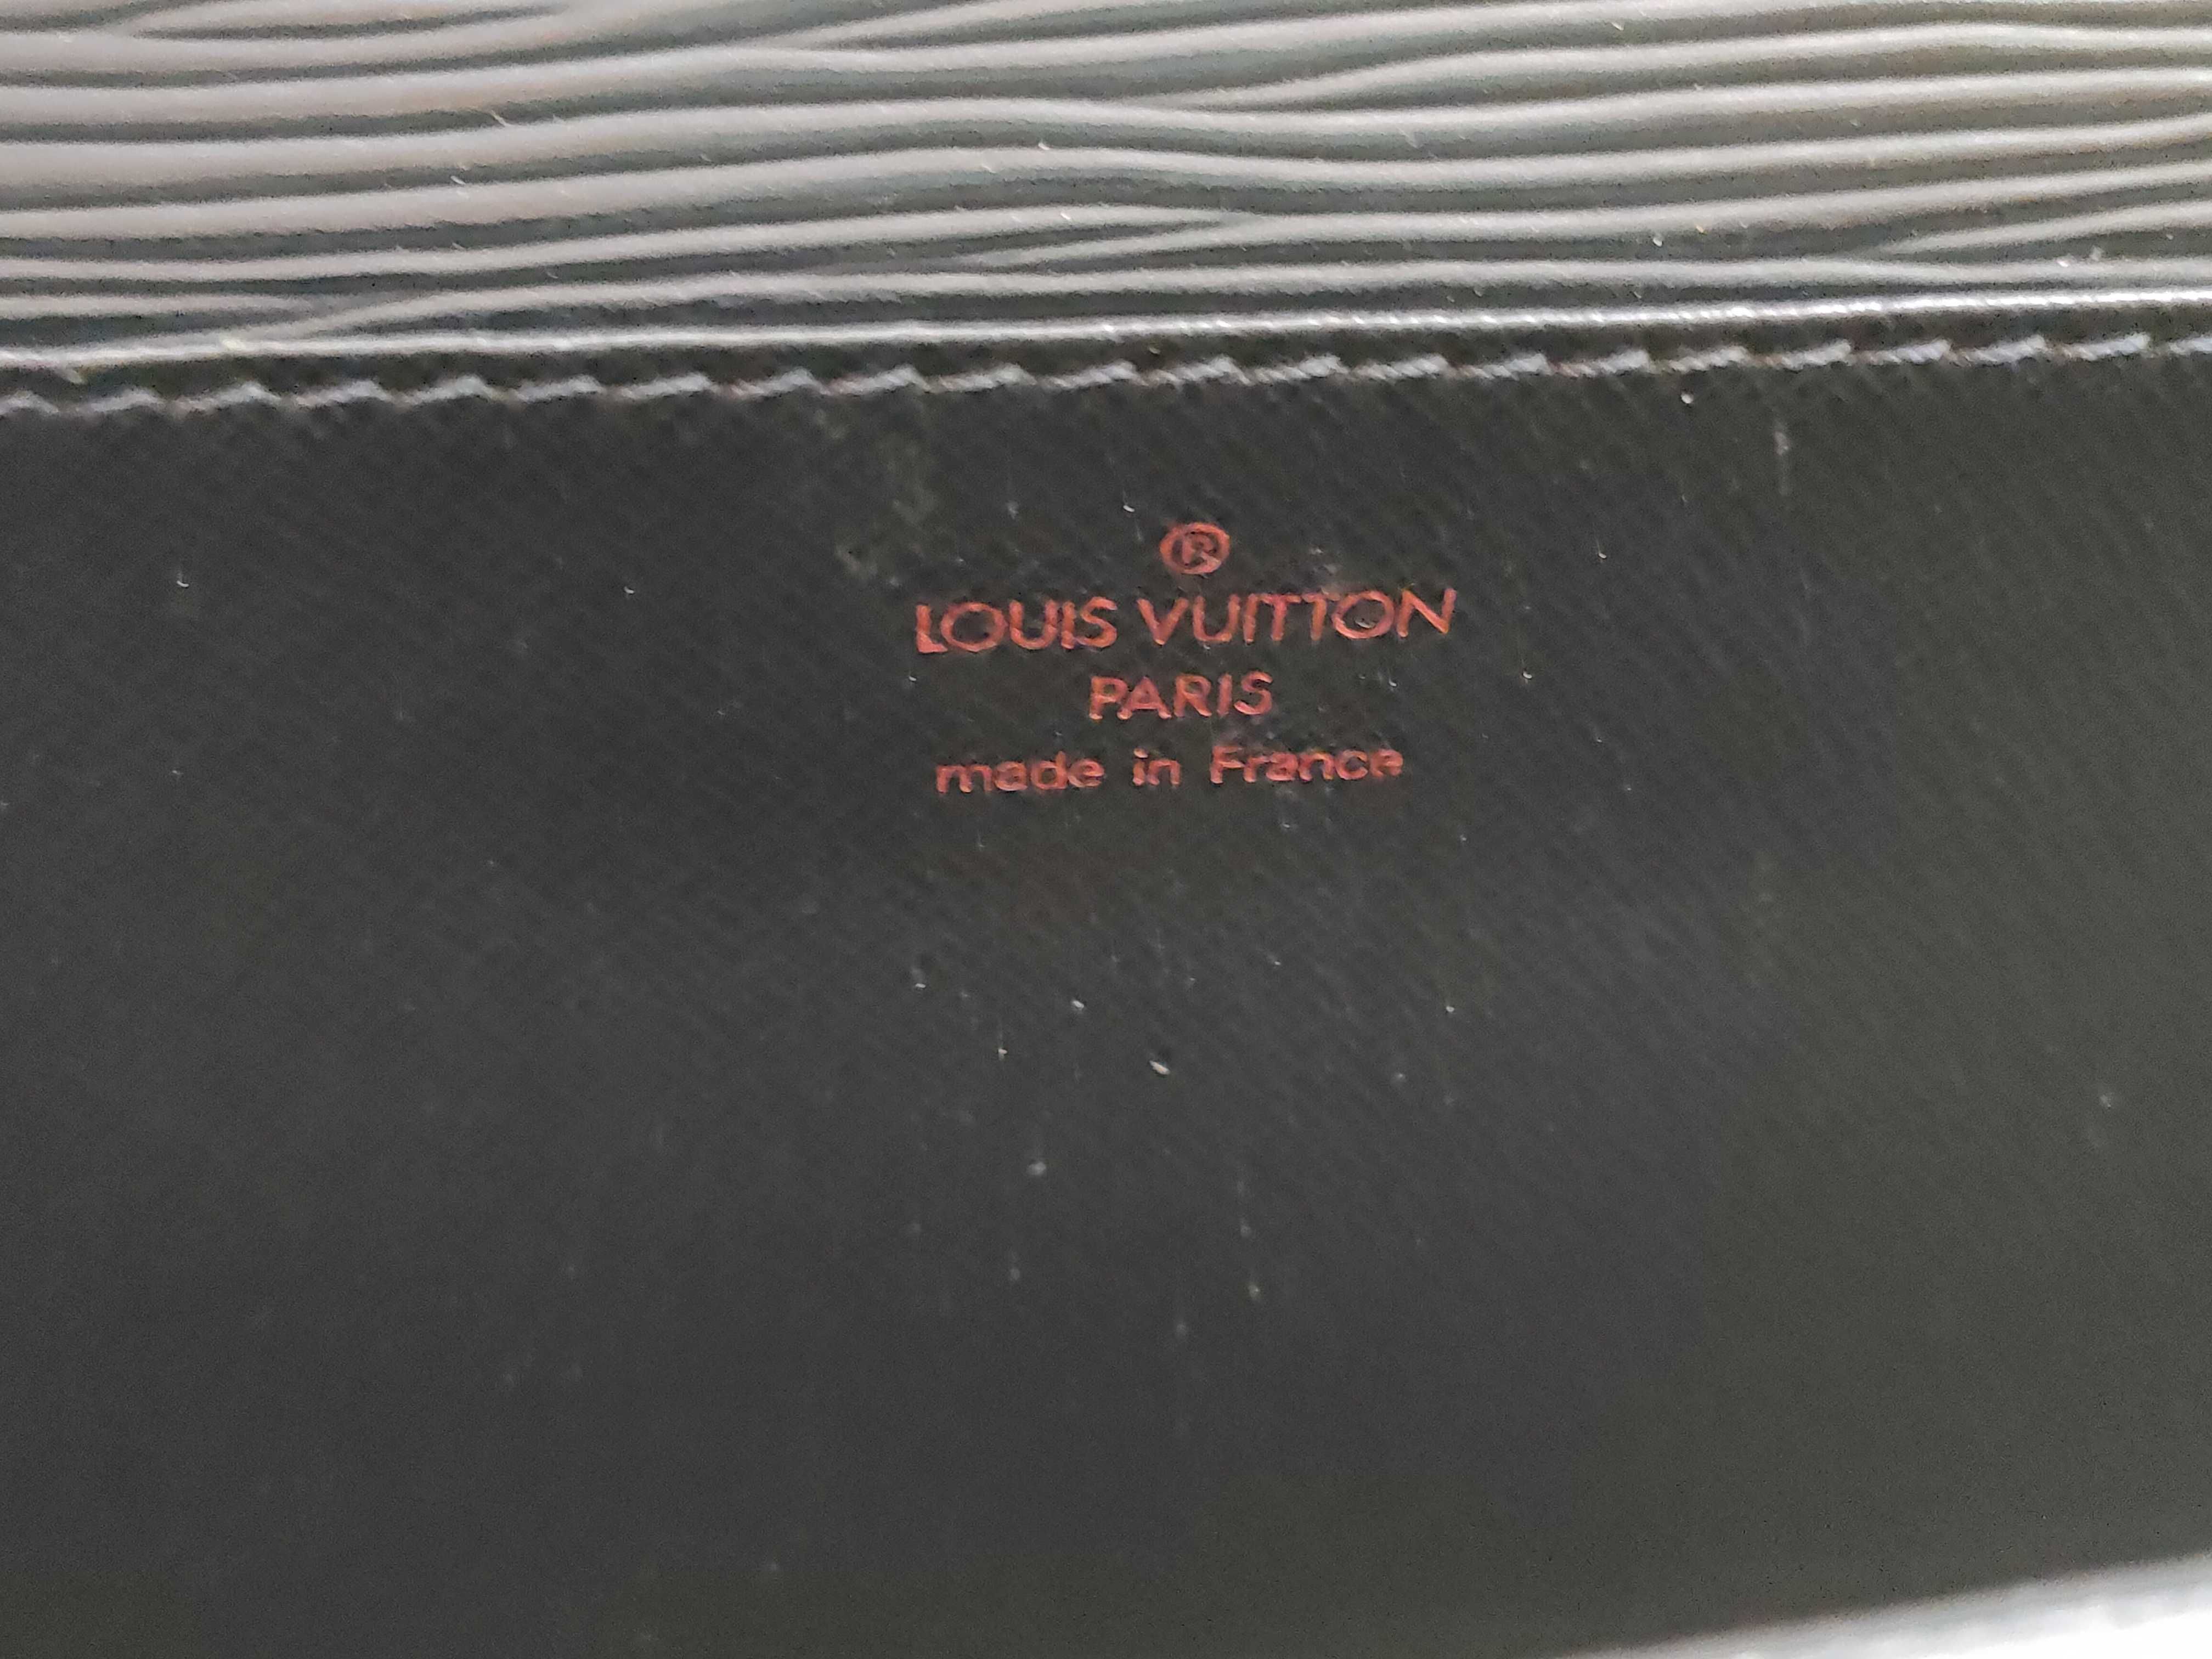 ®
LOUIS VUITTON
PARIS
made in France